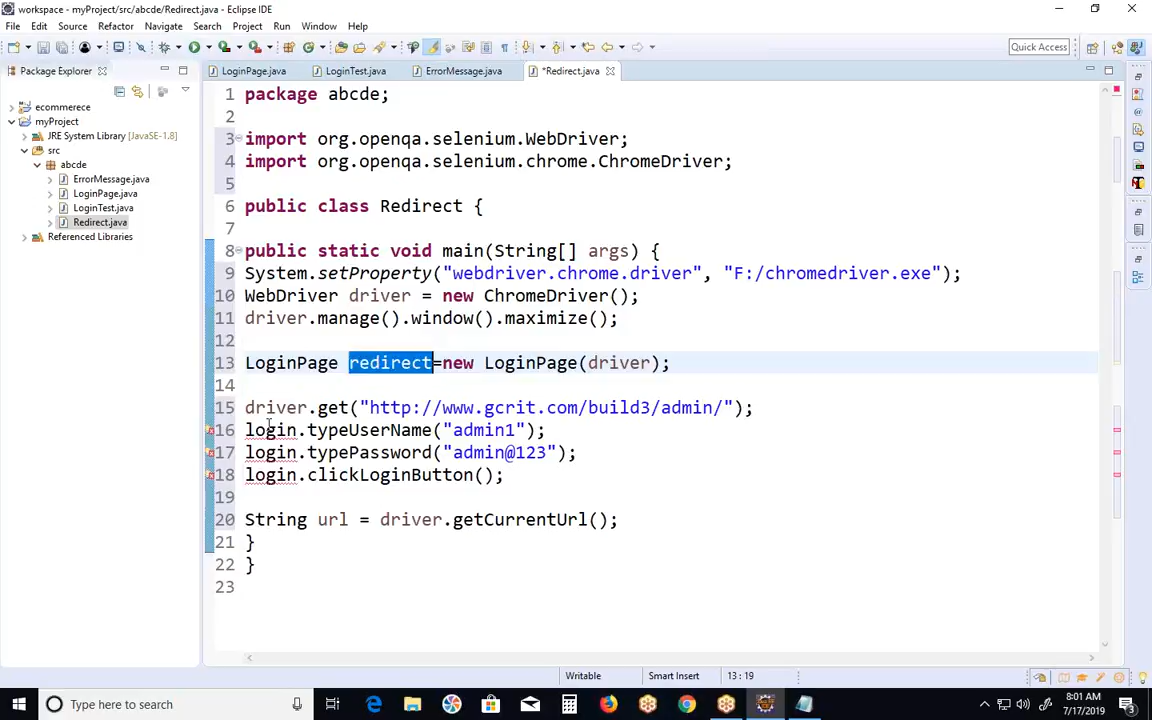 workspace - myProject/src/abcde/Redirect.java - Eclipse IDE
File Edit Source Refactor Navigate Search Project Run Window Help
Quick Access
Package Explorer
LoginPage.java LoginTest.java ErrorMessage.java *Redirect.java
ecommerece
myProject
JRE System Library [JavaSE-1.8]
src
abcde
ErrorMessage.java
LoginPage.java
LoginTest.java
Redirect.java
Referenced Libraries
1 package abcde;
2
3 import org.openqa.selenium.WebDriver;
4 import org.openqa.selenium.chrome.ChromeDriver;
5
6 public class Redirect {
7
8 public static void main(String[] args) {
9 System.setProperty("webdriver.chrome.driver", "F:/chromedriver.exe");
10 WebDriver driver = new ChromeDriver();
11 driver.manage().window().maximize();
12
13 LoginPage redirect=new LoginPage(driver);
14
15 driver.get("http://www.gcrit.com/build3/admin/");
16 login.typeUserName("admin1");
17 login.typePassword("admin@123");
18 login.clickLoginButton();
19
20 String url = driver.getCurrentUrl();
21 }
22 }
23
Writable Smart Insert 13 : 19
Type here to search
8:01 AM
7/17/2019
3